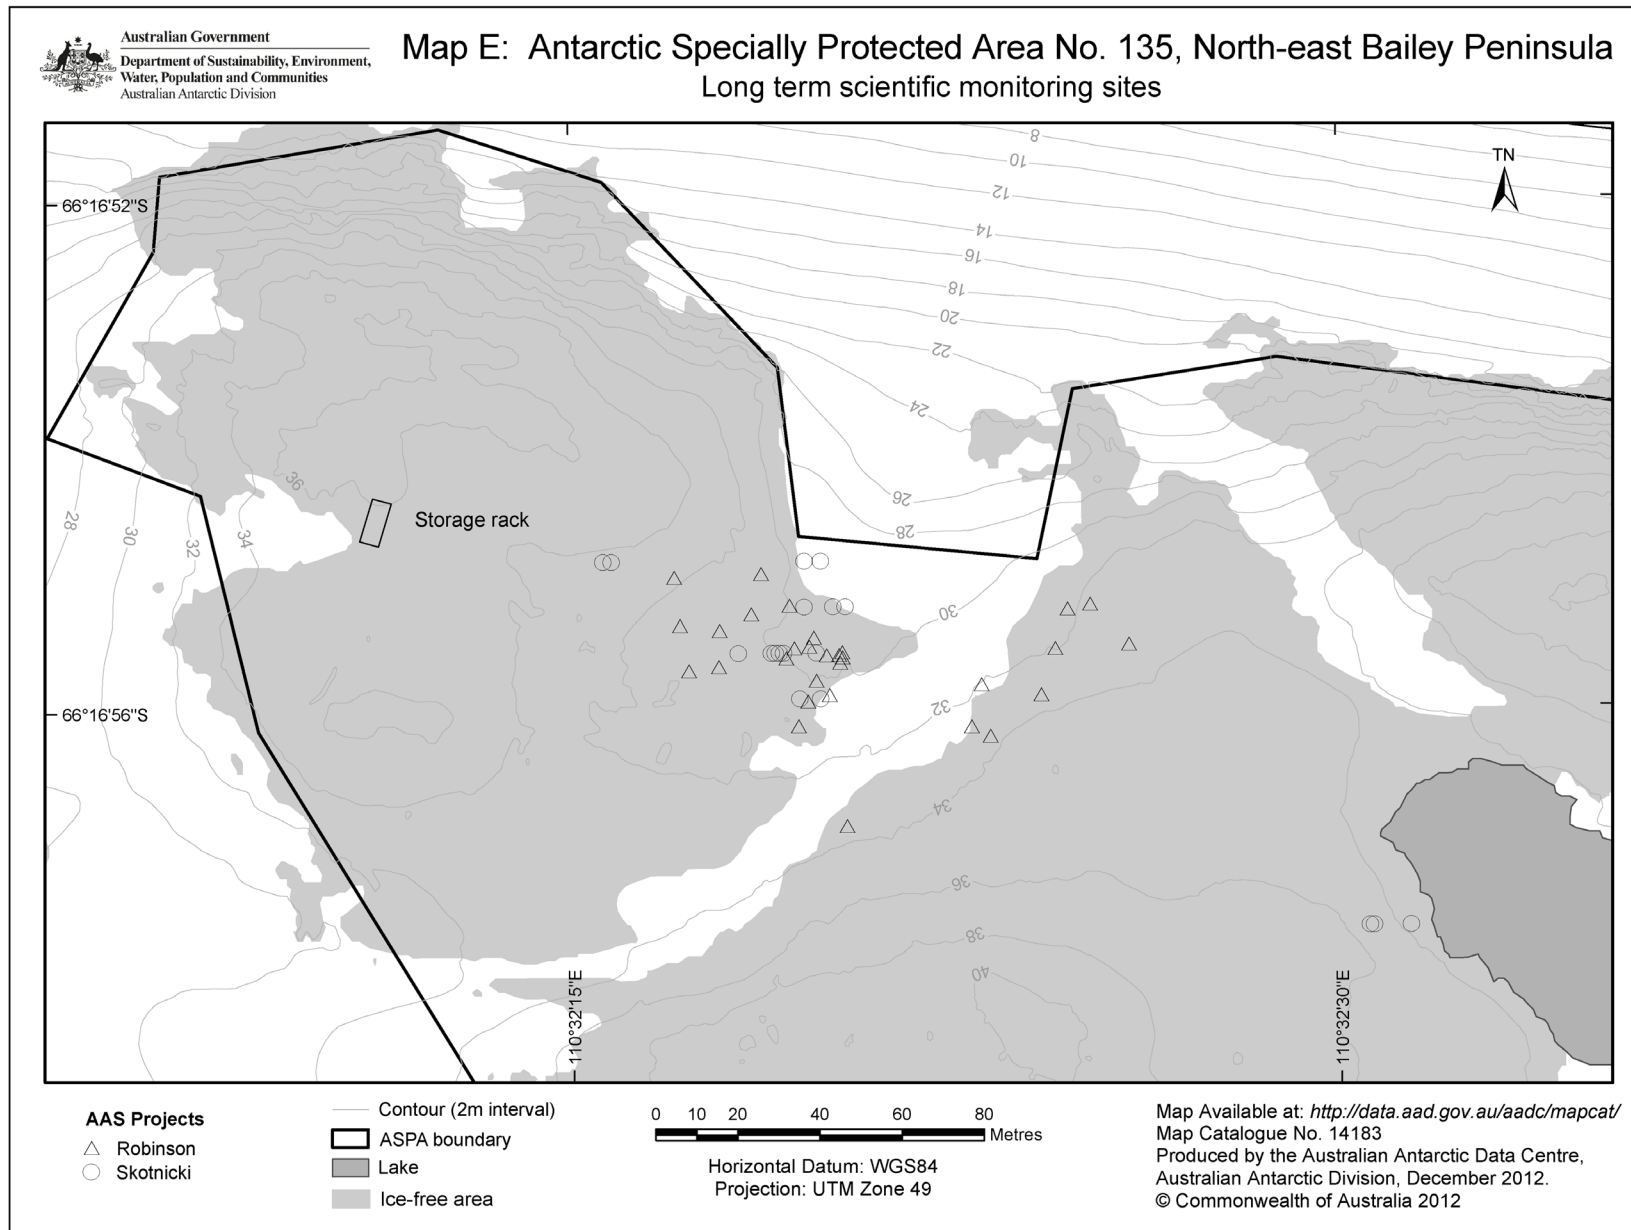 Australian Government
Department of Sustainability, Environment,
Water, Population and Communities
Australian Antarctic Division
Map E: Antarctic Specially Protected Area No. 135, North-east Bailey Peninsula
Long term scientific monitoring sites
TN
66°16'52"S
66°16'56"S
8
10
12
14
16
18
20
22
24
26
28
30
32
34
36
38
40
36
28
30
32
34
Storage rack
110°32'15"E
110°32'30"E
AAS Projects
Robinson
Skotnicki
Contour (2m interval)
ASPA boundary
Lake
Ice-free area
0 10 20 40 60 80
Metres
Horizontal Datum: WGS84
Projection: UTM Zone 49
Map Available at: http://data.aad.gov.au/aadc/mapcat/
Map Catalogue No. 14183
Produced by the Australian Antarctic Data Centre,
Australian Antarctic Division, December 2012.
© Commonwealth of Australia 2012